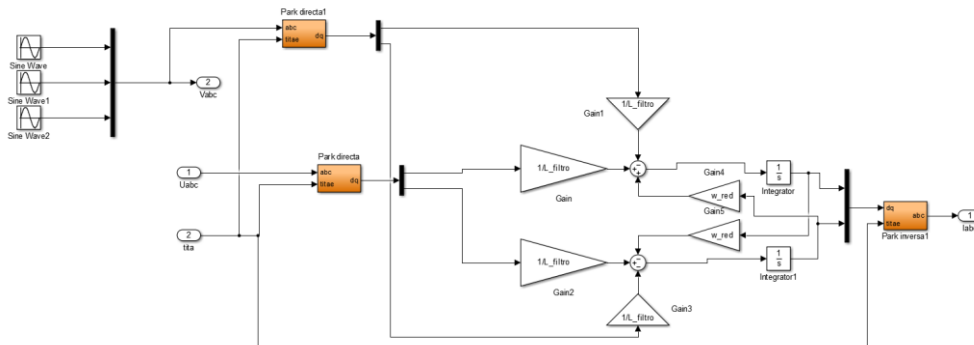 Park directa1
abc
titae
dq
Sine Wave
Sine Wave1
Sine Wave2
2
Vabc
1/L_filtro
Gain1
Park directa
1
Uabc
abc
titae
dq
1/L_filtro
Gain
Gain4
1
s
Integrator
w_red
Gain5
2
tita
dq
titae
abc
Park inversa1
1
Iabc
w_red
1/L_filtro
Gain2
1
s
Integrator1
1/L_filtro
Gain3